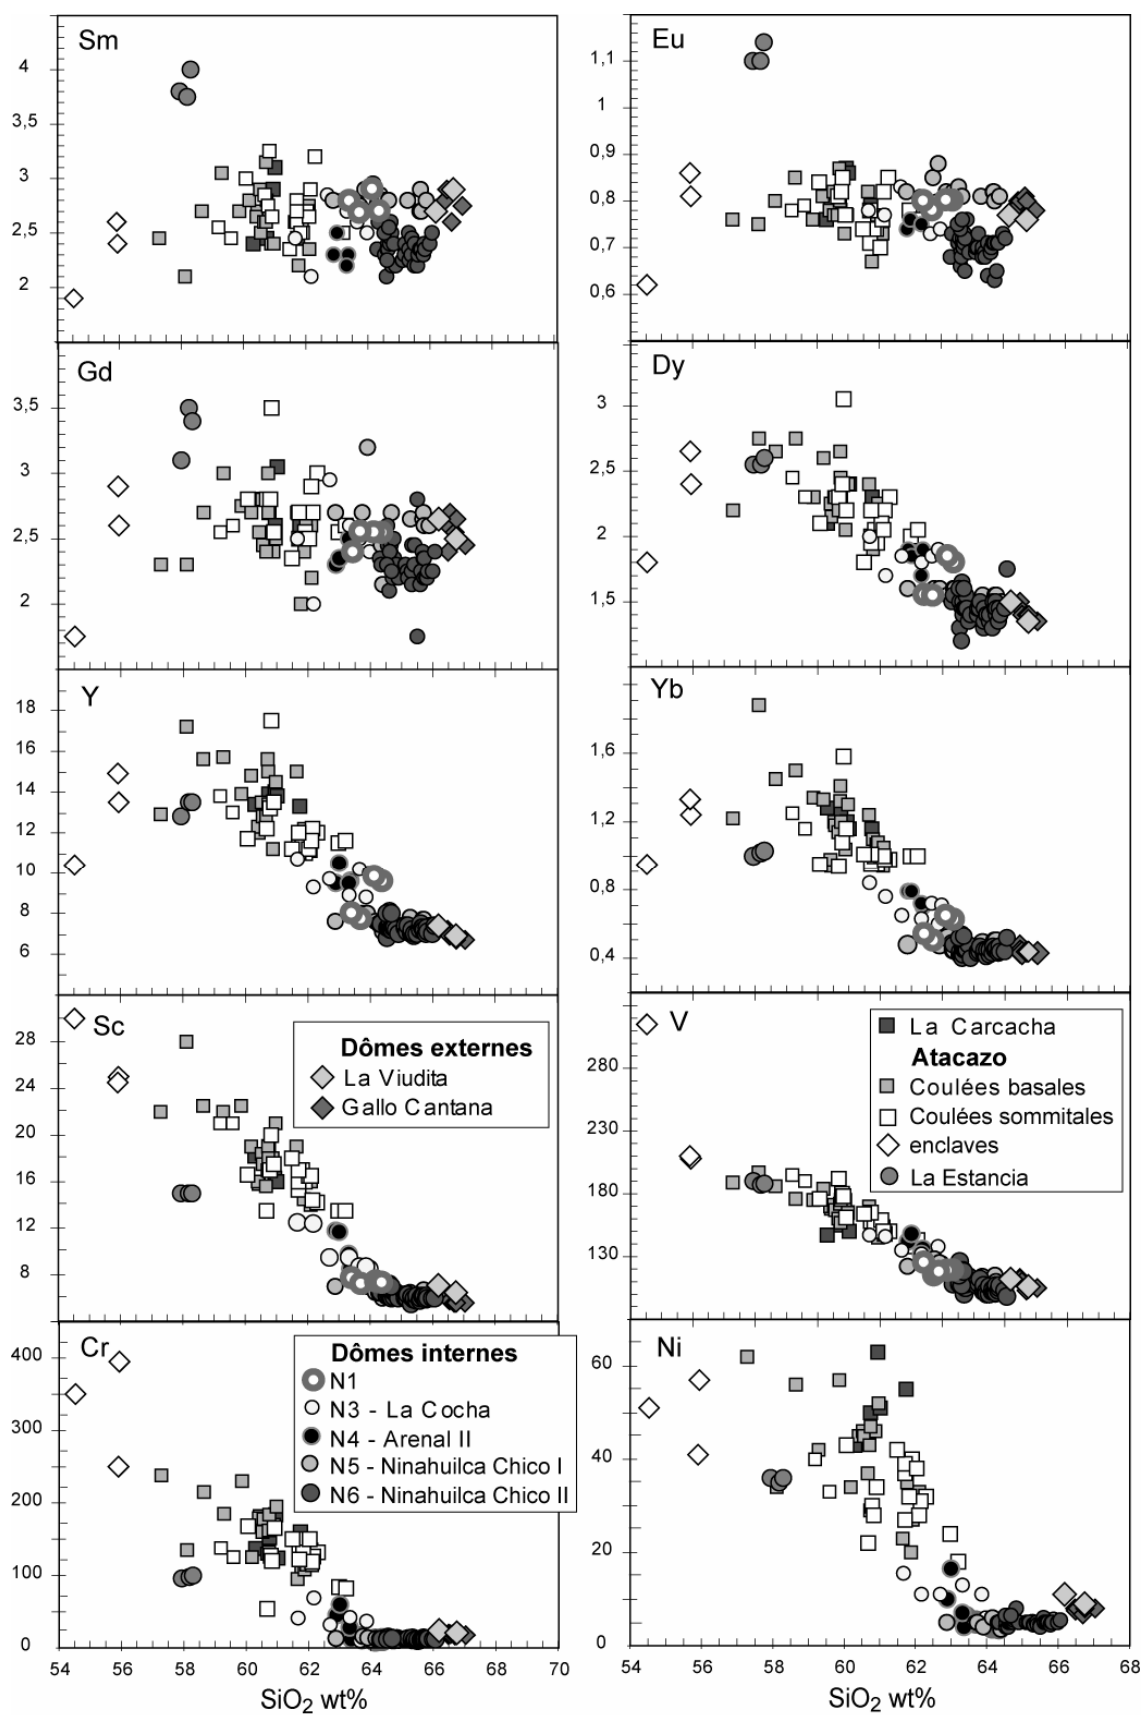 Sm
4
3,5
3
2,5
2
Eu
1,1
1
0,9
0,8
0,7
0,6
Gd
3,5
3
2,5
2
Dy
3
2,5
2
1,5
Y
18
16
14
12
10
8
6
Yb
1,6
1,2
0,8
0,4
Sc
28
24
20
16
12
8
Dômes externes
La Viudita
Gallo Cantana
V
280
230
180
130
La Carcacha
Atacazo
Coulées basales
Coulées sommitales
enclaves
La Estancia
Cr
400
300
200
100
0
Dômes internes
N1
N3 - La Cocha
N4 - Arenal II
N5 - Ninahuilca Chico I
N6 - Ninahuilca Chico II
Ni
60
40
20
0
54 56 58 60 62 64 66 68 70
SiO2 wt%
54 56 58 60 62 64 66 68
SiO2 wt%